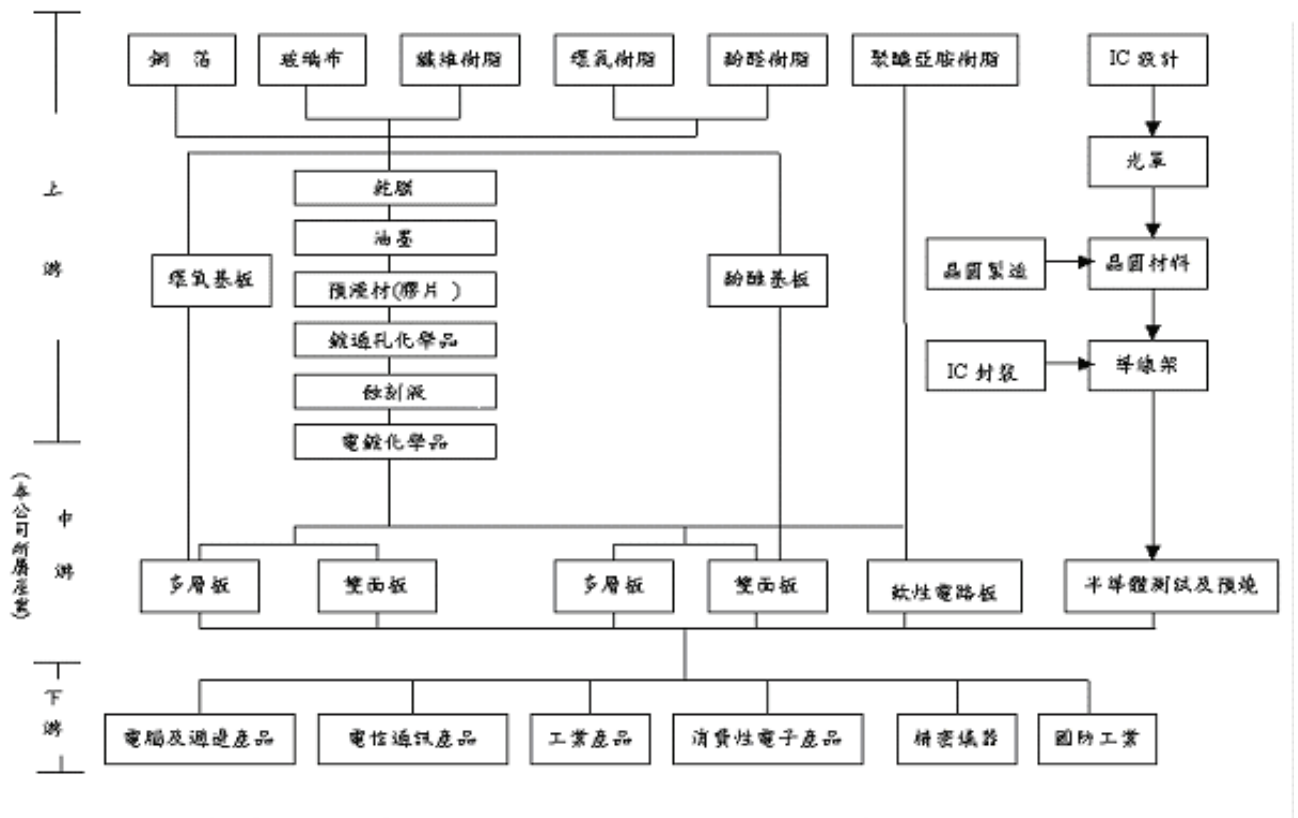 銅 箔
玻璃布
纖維樹脂
環氧樹脂
酚醛樹脂
聚醯亞胺樹脂
IC 設計
光罩
上
游
乾膜
油墨
預浸材(膠片 )
鍍通孔化學品
蝕刻液
電鍍化學品
環氧基板
酚醛基板
晶圓製造
晶圓材料
IC 封裝
導線架
(本公司所屬產業)
中
游
多層板
雙面板
多層板
雙面板
軟性電路板
半導體測試及預燒
下
游
電腦及週邊產品
電信通訊產品
工業產品
消費性電子產品
精密儀器
國防工業